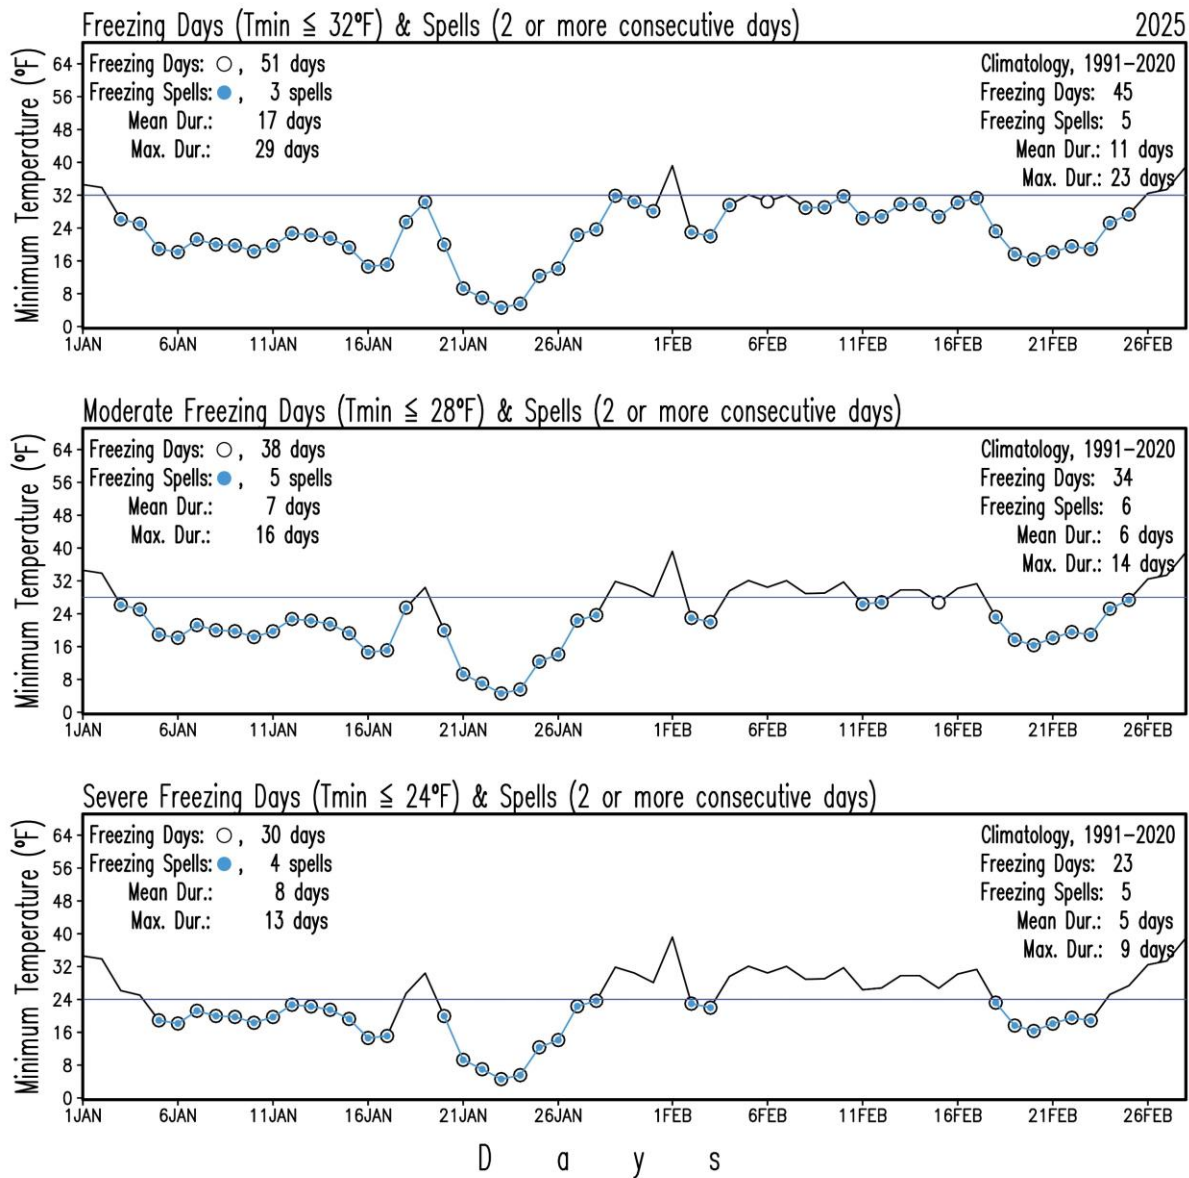 Freezing Days (Tmin ≦ 32ºF) & Spells (2 or more consecutive days) 2025
Minimum Temperature (ºF)
64
56
48
40
32
24
16
8
0
Freezing Days: ○, 51 days
Freezing Spells: ●, 3 spells
Mean Dur.: 17 days
Max. Dur.: 29 days
Climatology, 1991–2020
Freezing Days: 45
Freezing Spells: 5
Mean Dur.: 11 days
Max. Dur.: 23 days
1JAN 6JAN 11JAN 16JAN 21JAN 26JAN 1FEB 6FEB 11FEB 16FEB 21FEB 26FEB
Moderate Freezing Days (Tmin ≦ 28ºF) & Spells (2 or more consecutive days)
Minimum Temperature (ºF)
64
56
48
40
32
24
16
8
0
Freezing Days: ○, 38 days
Freezing Spells: ●, 5 spells
Mean Dur.: 7 days
Max. Dur.: 16 days
Climatology, 1991–2020
Freezing Days: 34
Freezing Spells: 6
Mean Dur.: 6 days
Max. Dur.: 14 days
1JAN 6JAN 11JAN 16JAN 21JAN 26JAN 1FEB 6FEB 11FEB 16FEB 21FEB 26FEB
Severe Freezing Days (Tmin ≦ 24ºF) & Spells (2 or more consecutive days)
Minimum Temperature (ºF)
64
56
48
40
32
24
16
8
0
Freezing Days: ○, 30 days
Freezing Spells: ●, 4 spells
Mean Dur.: 8 days
Max. Dur.: 13 days
Climatology, 1991–2020
Freezing Days: 23
Freezing Spells: 5
Mean Dur.: 5 days
Max. Dur.: 9 days
1JAN 6JAN 11JAN 16JAN 21JAN 26JAN 1FEB 6FEB 11FEB 16FEB 21FEB 26FEB
D a y s